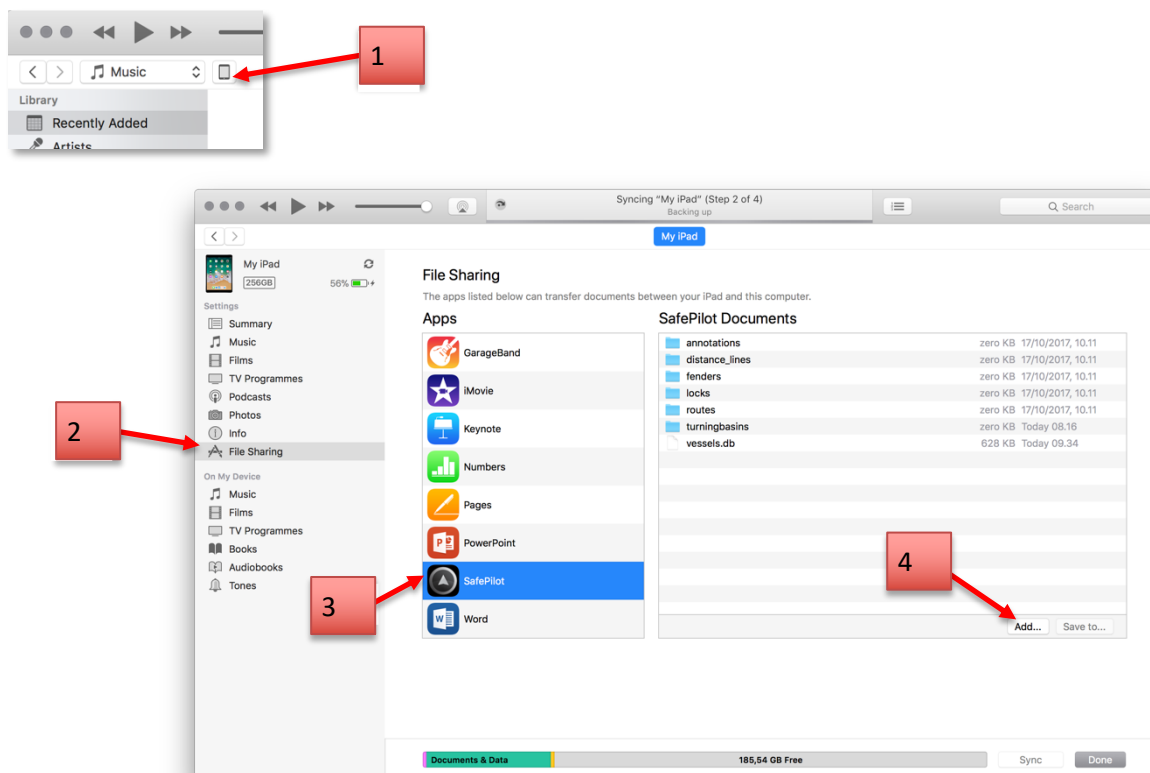 1
Music
Library
Recently Added
Artists
Syncing "My iPad" (Step 2 of 4)
Backing up
Search
My iPad
My iPad
256GB
56%
Settings
Summary
Music
Films
TV Programmes
Podcasts
Photos
Info
2
File Sharing
On My Device
Music
Films
TV Programmes
Books
Audiobooks
Tones
File Sharing
The apps listed below can transfer documents between your iPad and this computer.
Apps
GarageBand
iMovie
Keynote
Numbers
Pages
PowerPoint
3
SafePilot
Word
SafePilot Documents
annotations zero KB 17/10/2017, 10.11
distance_lines zero KB 17/10/2017, 10.11
fenders zero KB 17/10/2017, 10.11
locks zero KB 17/10/2017, 10.11
routes zero KB 17/10/2017, 10.11
turningbasins zero KB Today 08.16
vessels.db 628 KB Today 09.34
4
Add... Save to...
Documents & Data 185,54 GB Free Sync Done